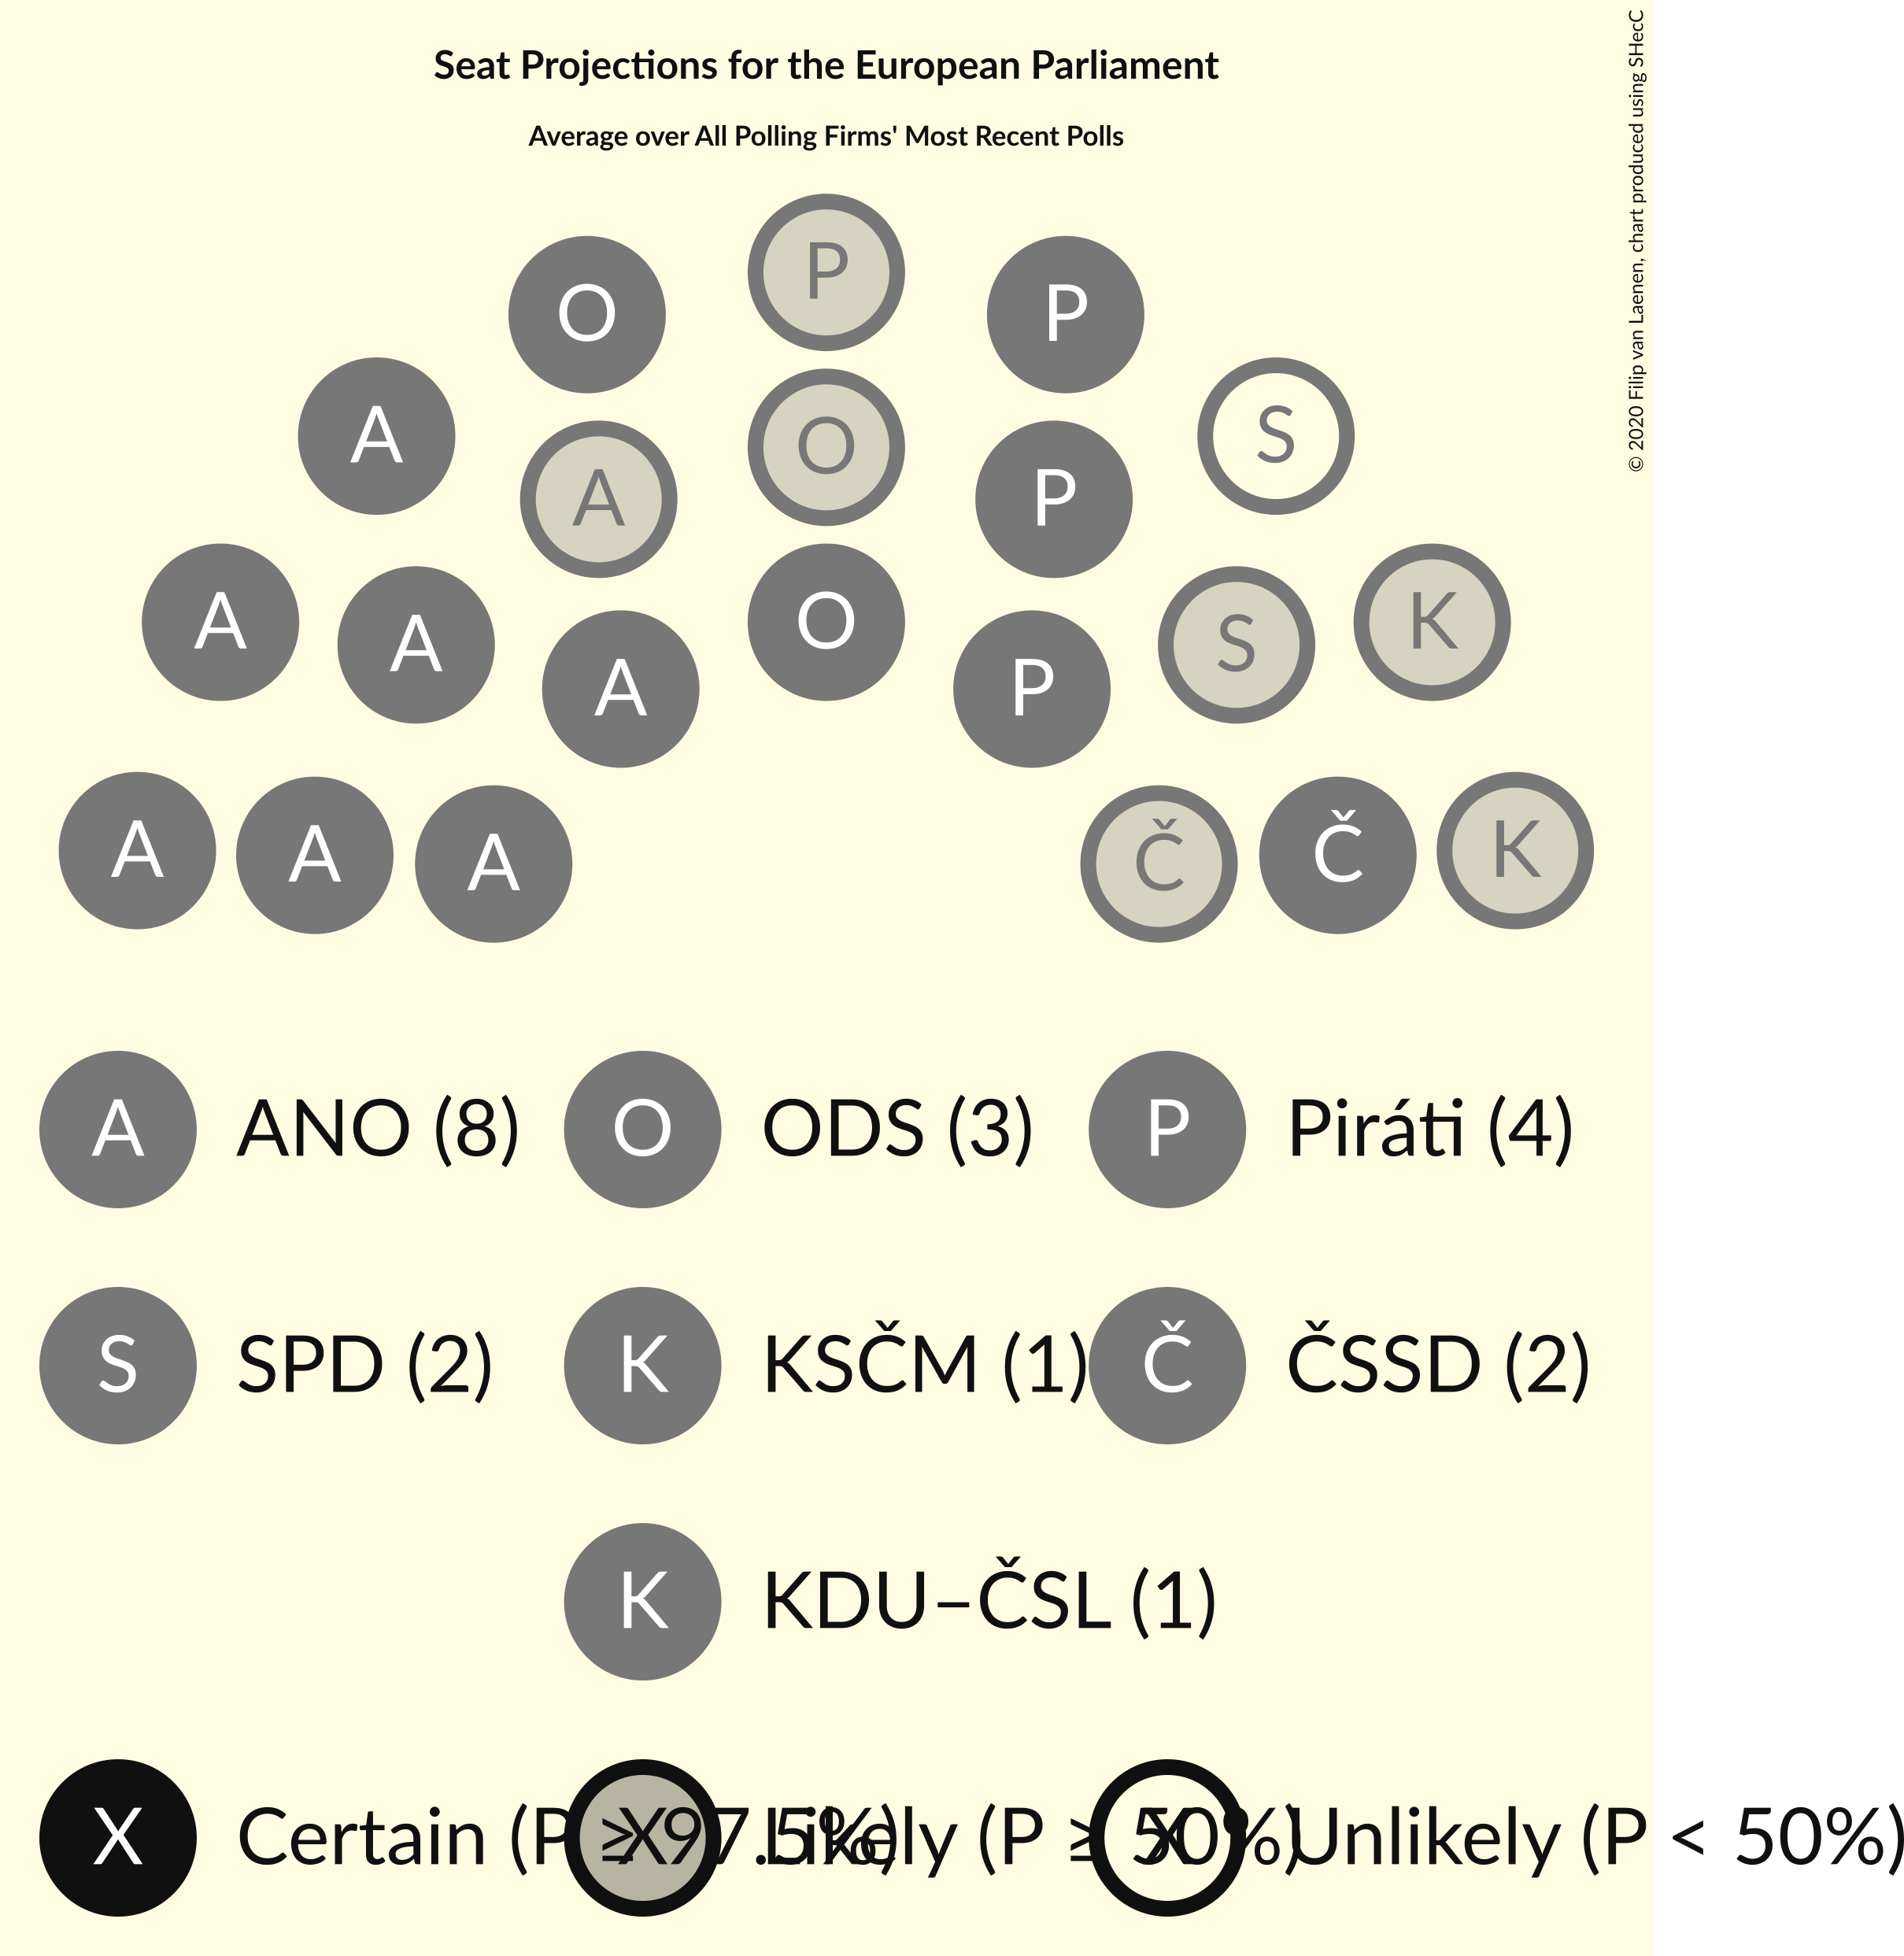 Seat Projections for the European Parliament
Average over All Polling Firms' Most Recent Polls
© 2020 Filip van Laenen, chart produced using SHecC
P
O P
A O S
A P
A O K
A S
A P
A A
A Č Č K
A ANO (8) O ODS (3) P Piráti (4)
S SPD (2) K KSČM (1) Č ČSSD (2)
K KDU–ČSL (1)
X Certain (P ≥ 97.5%) X Likely (P ≥ 50%) X Unlikely (P < 50%)